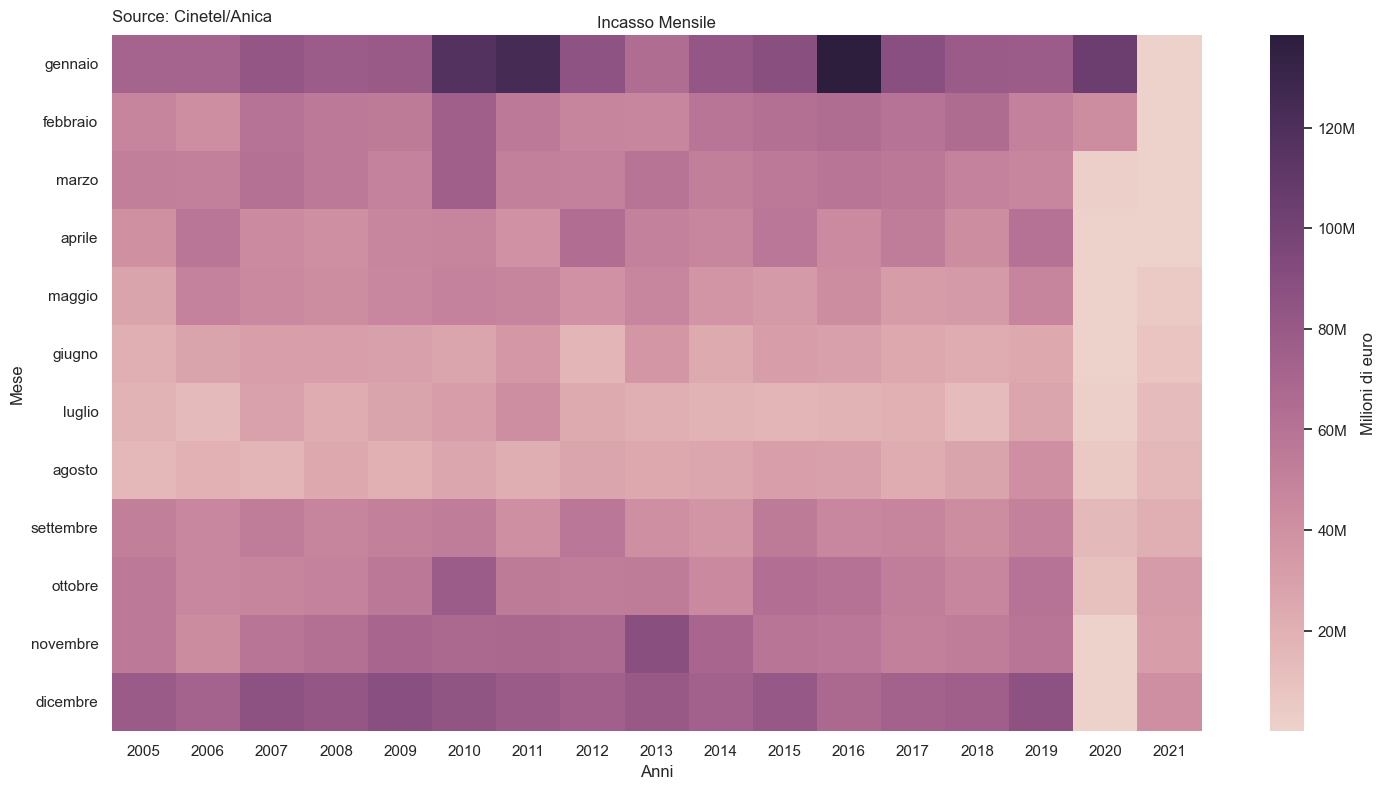 Source: Cinetel/Anica
Incasso Mensile
gennaio
febbraio
marzo
aprile
maggio
giugno
luglio
agosto
settembre
ottobre
novembre
dicembre
Mese
2005 2006 2007 2008 2009 2010 2011 2012 2013 2014 2015 2016 2017 2018 2019 2020 2021
Anni
120M
100M
80M
60M
40M
20M
Milioni di euro